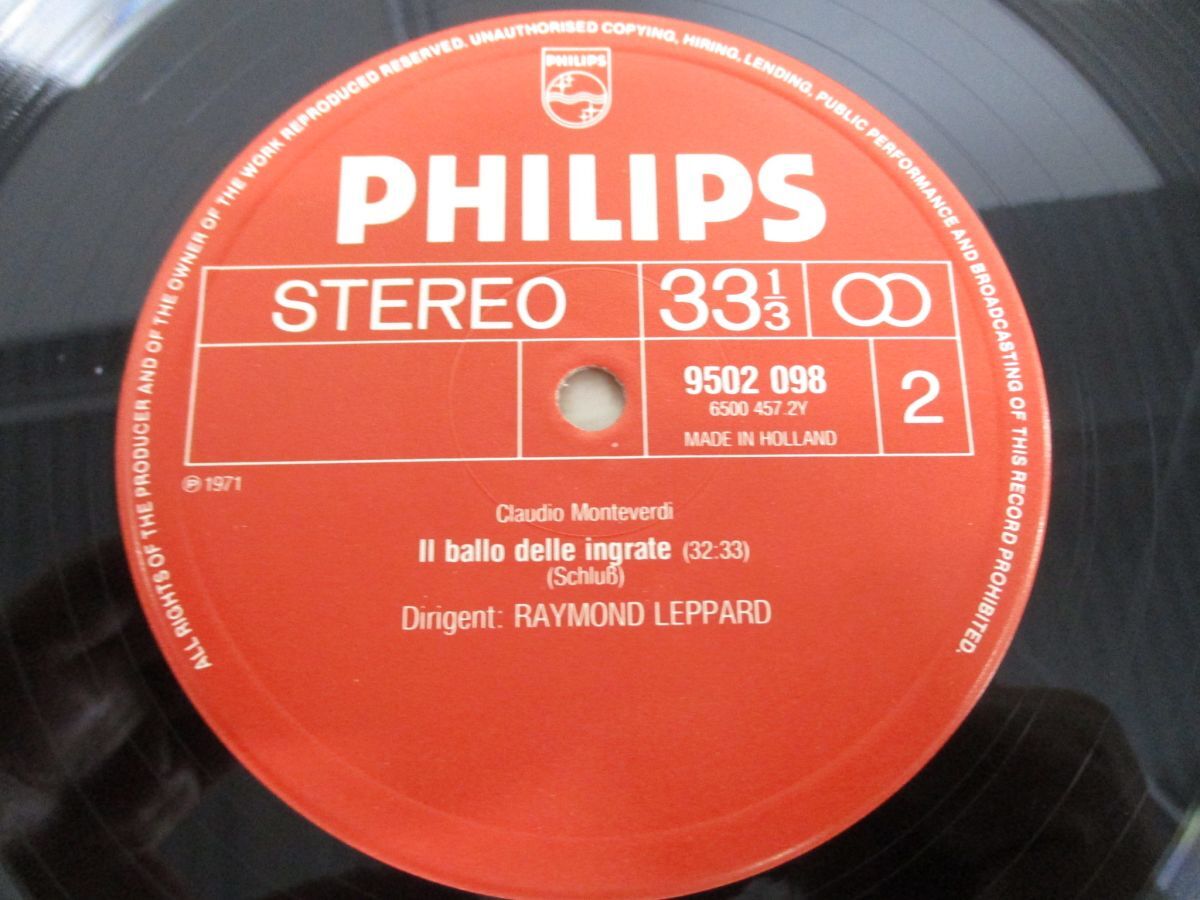 ALL RIGHTS OF THE PRODUCER AND OF THE OWNER OF THE WORK REPRODUCED RESERVED. UNAUTHORISED COPYING, HIRING, LENDING, PUBLIC PERFORMANCE AND BROADCASTING OF THIS RECORD PROHIBITED.
PHILIPS
PHILIPS
STEREO 33 1/3
9502 098
6500 457.2Y
MADE IN HOLLAND
2
℗ 1971
Claudio Monteverdi
Il ballo delle ingrate (32:33)
(Schluß)
Dirigent: RAYMOND LEPPARD